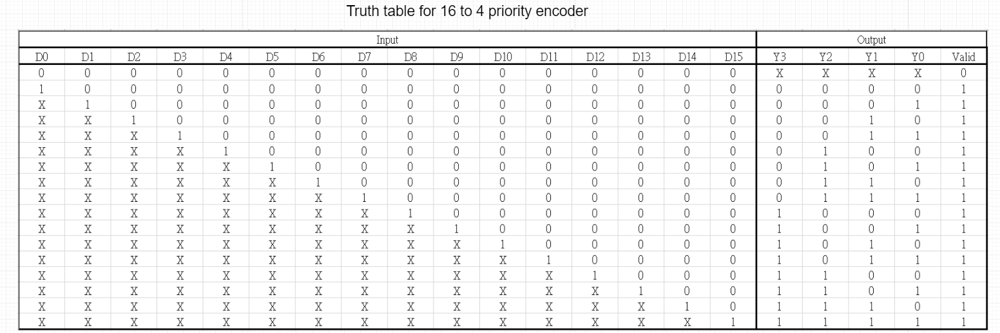 Truth table for 16 to 4 priority encoder
Input Output
D0 D1 D2 D3 D4 D5 D6 D7 D8 D9 D10 D11 D12 D13 D14 D15 Y3 Y2 Y1 Y0 Valid
0 0 0 0 0 0 0 0 0 0 0 0 0 0 0 0 X X X X 0
1 0 0 0 0 0 0 0 0 0 0 0 0 0 0 0 0 0 0 0 1
X 1 0 0 0 0 0 0 0 0 0 0 0 0 0 0 0 0 0 1 1
X X 1 0 0 0 0 0 0 0 0 0 0 0 0 0 0 0 1 0 1
X X X 1 0 0 0 0 0 0 0 0 0 0 0 0 0 0 1 1 1
X X X X 1 0 0 0 0 0 0 0 0 0 0 0 0 1 0 0 1
X X X X X 1 0 0 0 0 0 0 0 0 0 0 0 1 0 1 1
X X X X X X 1 0 0 0 0 0 0 0 0 0 0 1 1 0 1
X X X X X X X 1 0 0 0 0 0 0 0 0 0 1 1 1 1
X X X X X X X X 1 0 0 0 0 0 0 0 1 0 0 0 1
X X X X X X X X X 1 0 0 0 0 0 0 1 0 0 1 1
X X X X X X X X X X 1 0 0 0 0 0 1 0 1 0 1
X X X X X X X X X X X 1 0 0 0 0 1 0 1 1 1
X X X X X X X X X X X X 1 0 0 0 1 1 0 0 1
X X X X X X X X X X X X X 1 0 0 1 1 0 1 1
X X X X X X X X X X X X X X 1 0 1 1 1 0 1
X X X X X X X X X X X X X X X 1 1 1 1 1 1